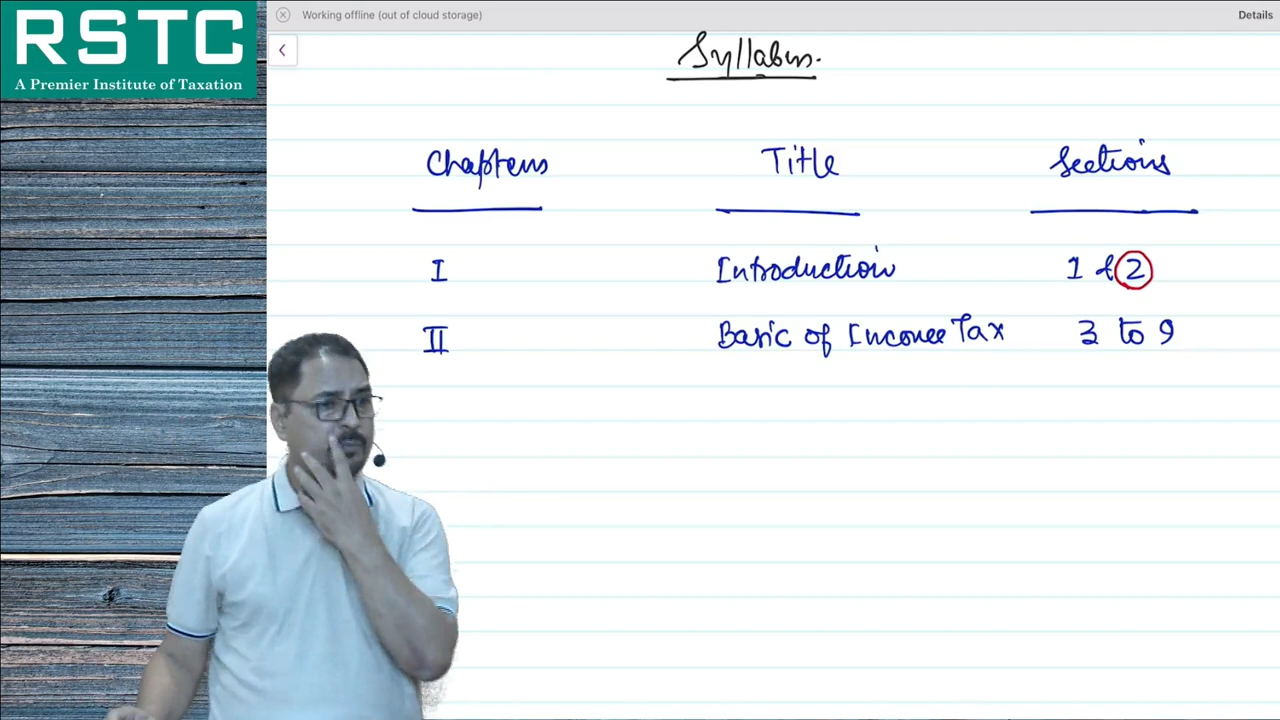 RSTC
A Premier Institute of Taxation
Working offline (out of cloud storage)
Details
Syllabus.
Chapters Title Sections
I Introduction 1 & 2
II Basic of Income Tax 3 to 9